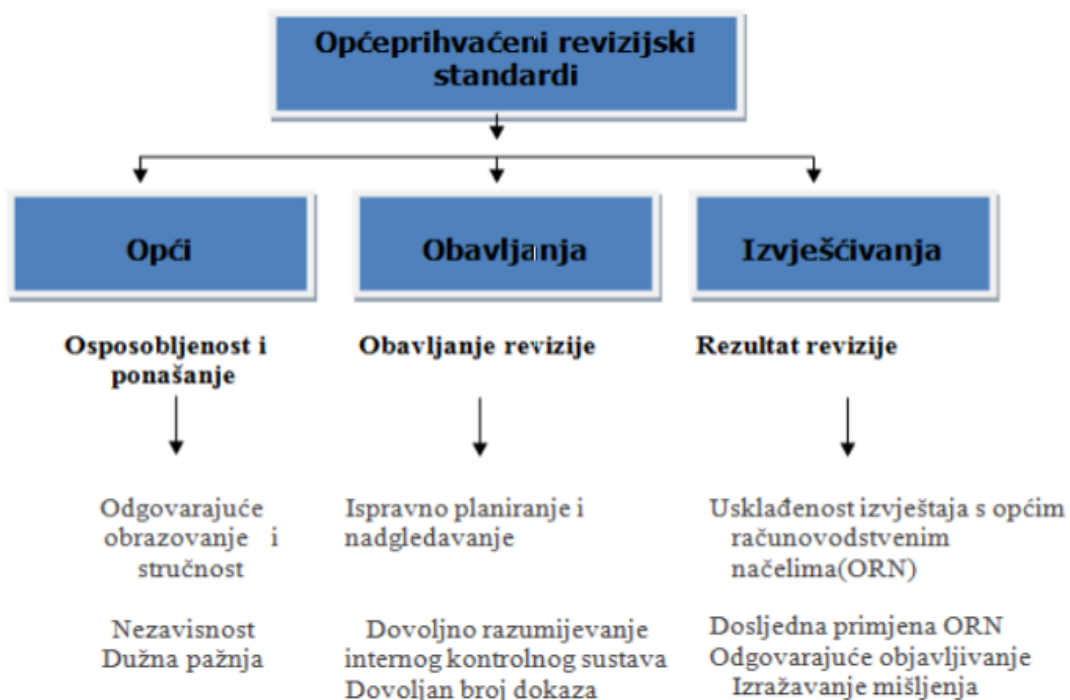 Općeprihvaćeni revizijski
standardi
Opći
Obavljanja
Izvješćivanja
Osposobljenost i
ponašanje
Obavljanje revizije
Rezultat revizije
Odgovarajuće
obrazovanje i
stručnost
Nezavisnost
Dužna pažnja
Ispravno planiranje i
nadgledavanje
Dovoljno razumijevanje
internog kontrolnog sustava
Dovoljan broj dokaza
Usklađenost izvještaja s općim
računovodstvenim
načelima(ORN)
Dosljedna primjena ORN
Odgovarajuće objavljivanje
Izražavanje mišljenja